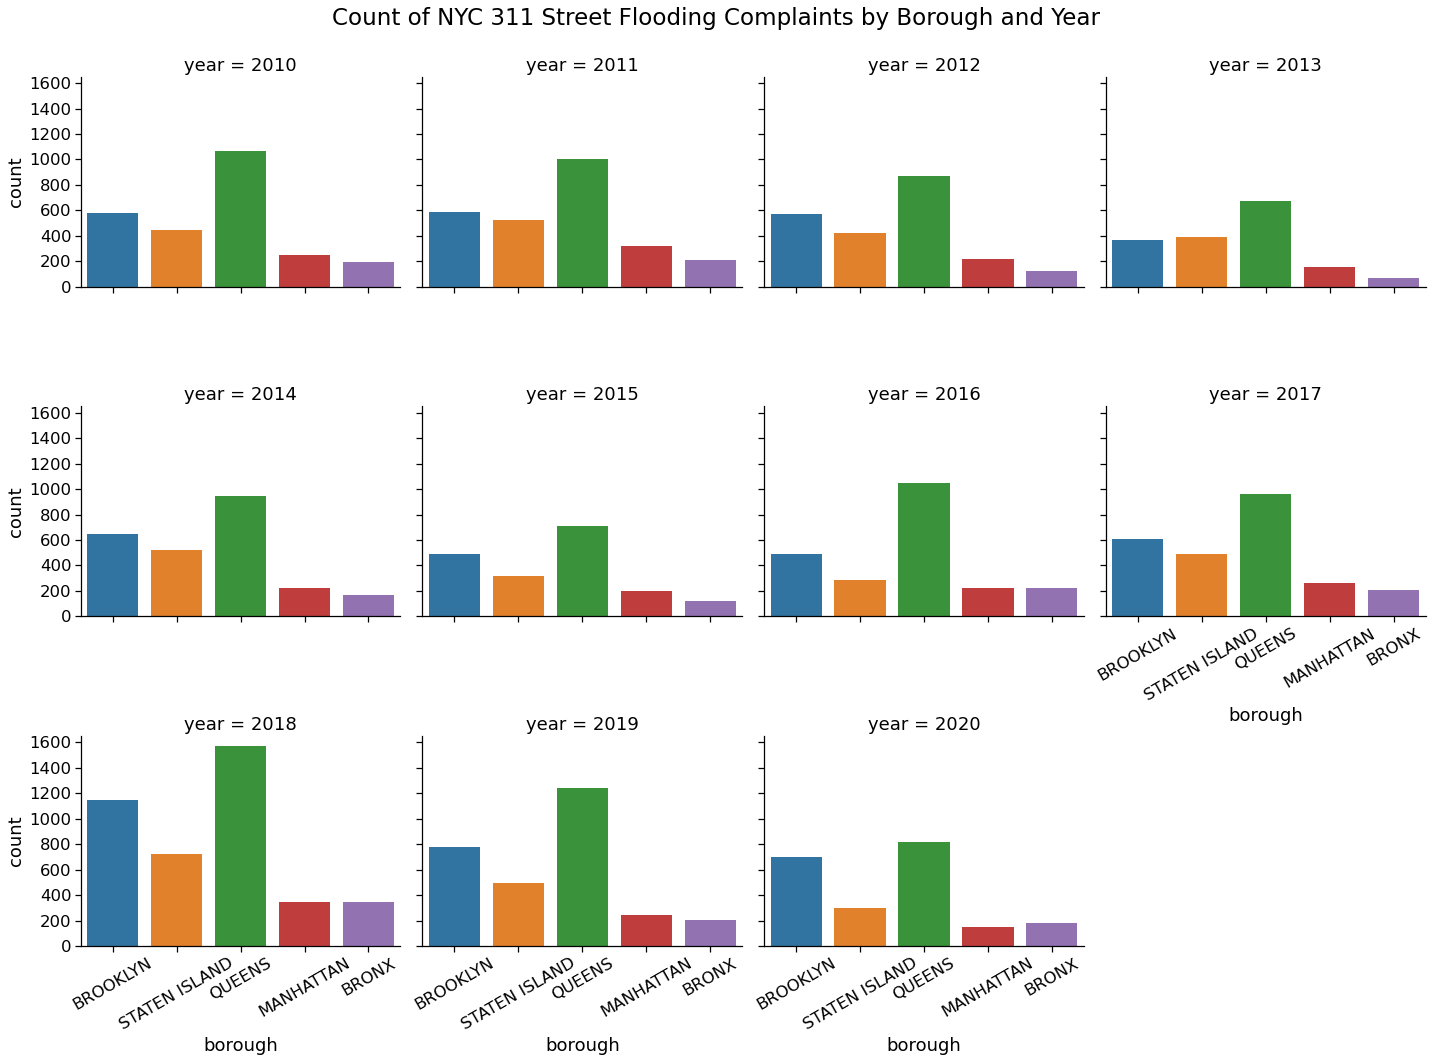 Count of NYC 311 Street Flooding Complaints by Borough and Year
year = 2010
year = 2011
year = 2012
year = 2013
1600
1400
1200
1000
800
600
400
200
0
count
year = 2014
year = 2015
year = 2016
year = 2017
1600
1400
1200
1000
800
600
400
200
0
count
BROOKLYN
STATEN ISLAND
QUEENS
MANHATTAN
BRONX
borough
year = 2018
year = 2019
year = 2020
1600
1400
1200
1000
800
600
400
200
0
count
BROOKLYN
STATEN ISLAND
QUEENS
MANHATTAN
BRONX
borough
BROOKLYN
STATEN ISLAND
QUEENS
MANHATTAN
BRONX
borough
BROOKLYN
STATEN ISLAND
QUEENS
MANHATTAN
BRONX
borough